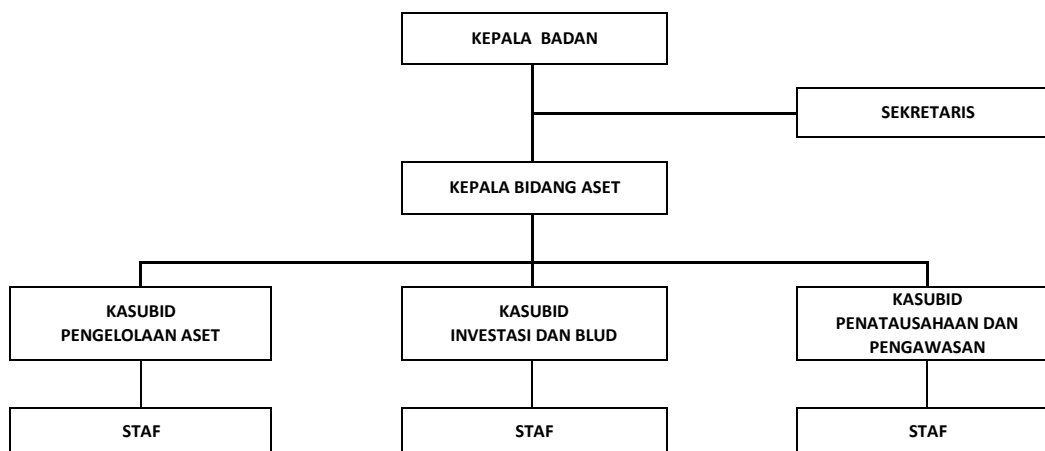 KEPALA BADAN
SEKRETARIS
KEPALA BIDANG ASET
KASUBID
PENGELOLAAN ASET
KASUBID
INVESTASI DAN BLUD
KASUBID
PENATAUSAHAAN DAN
PENGAWASAN
STAF
STAF
STAF